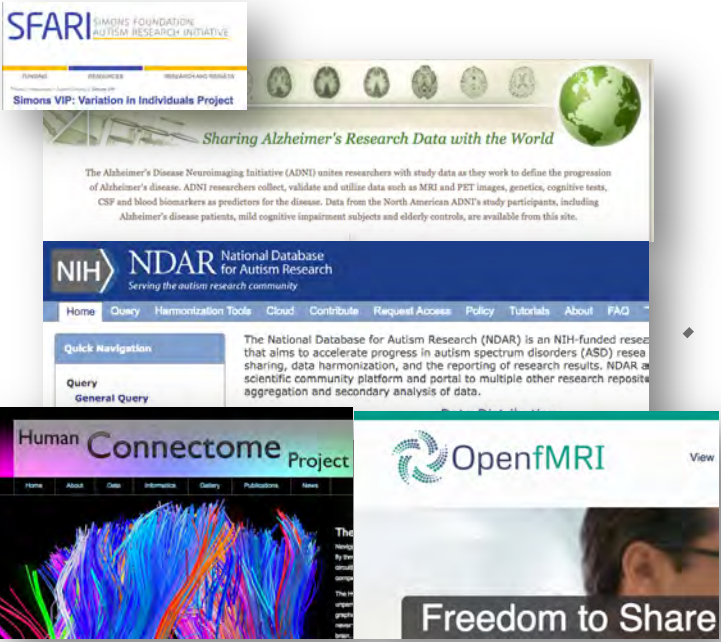 SFARI SIMONS FOUNDATION
AUTISM RESEARCH INITIATIVE
FUNDING RESOURCES RESEARCH AND RESULTS
Simons VIP: Variation in Individuals Project
Sharing Alzheimer's Research Data with the World
The Alzheimer's Disease Neuroimaging Initiative (ADNI) unites researchers with study data as they work to define the progression
of Alzheimer's disease. ADNI researchers collect, validate and utilize data such as MRI and PET images, genetics, cognitive tests,
CSF and blood biomarkers as predictors for the disease. Data from the North American ADNI's study participants, including
Alzheimer's disease patients, mild cognitive impairment subjects and elderly controls, are available from this site.
NIH NDAR National Database
for Autism Research
Serving the autism research community
Home Query Harmonization Tools Cloud Contribute Request Access Policy Tutorials About FAQ
Quick Navigation
Query
General Query
The National Database for Autism Research (NDAR) is an NIH-funded resea
that aims to accelerate progress in autism spectrum disorders (ASD) resea
sharing, data harmonization, and the reporting of research results. NDAR a
scientific community platform and portal to multiple other research reposito
aggregation and secondary analysis of data.
Human Connectome Project
Home About Data Informatics Gallery Publications News
The
OpenfMRI
View
Freedom to Share